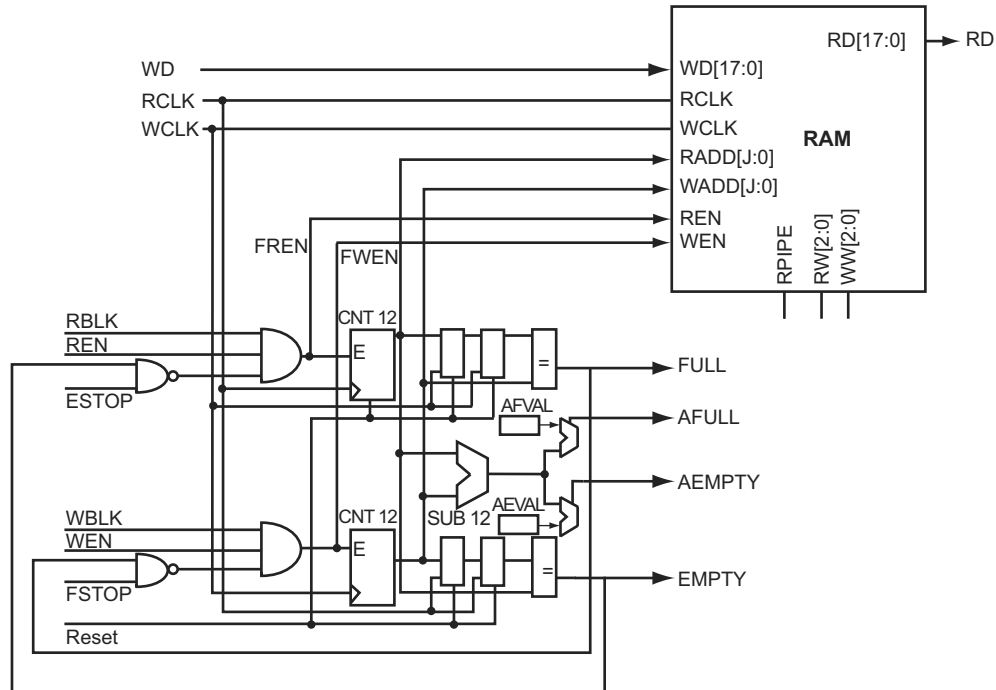 RD[17:0]
RD
WD
WD[17:0]
RCLK
RCLK
WCLK
WCLK
RAM
RADD[J:0]
WADD[J:0]
REN
WEN
RPIPE
RW[2:0]
WW[2:0]
FREN
FWEN
RBLK
REN
ESTOP
CNT 12
E
=
FULL
AFVAL
AFULL
SUB 12
AEVAL
AEMPTY
WBLK
WEN
FSTOP
CNT 12
E
=
EMPTY
Reset